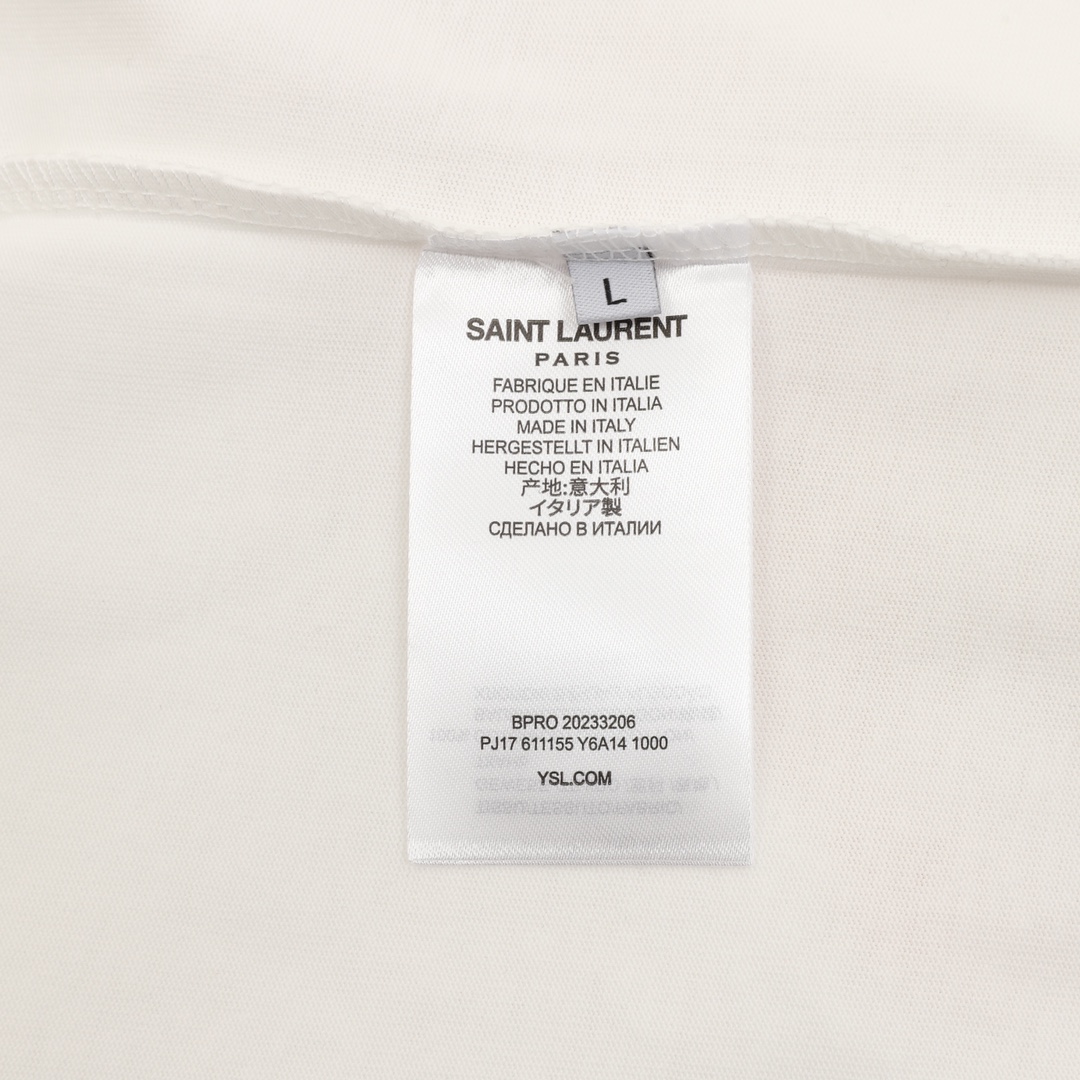 L
SAINT LAURENT
PARIS
FABRIQUE EN ITALIE
PRODOTTO IN ITALIA
MADE IN ITALY
HERGESTELLT IN ITALIEN
HECHO EN ITALIA
产地:意大利
イタリア製
СДЕЛАНО В ИТАЛИИ
BPRO 20233206
PJ17 611155 Y6A14 1000
YSL.COM